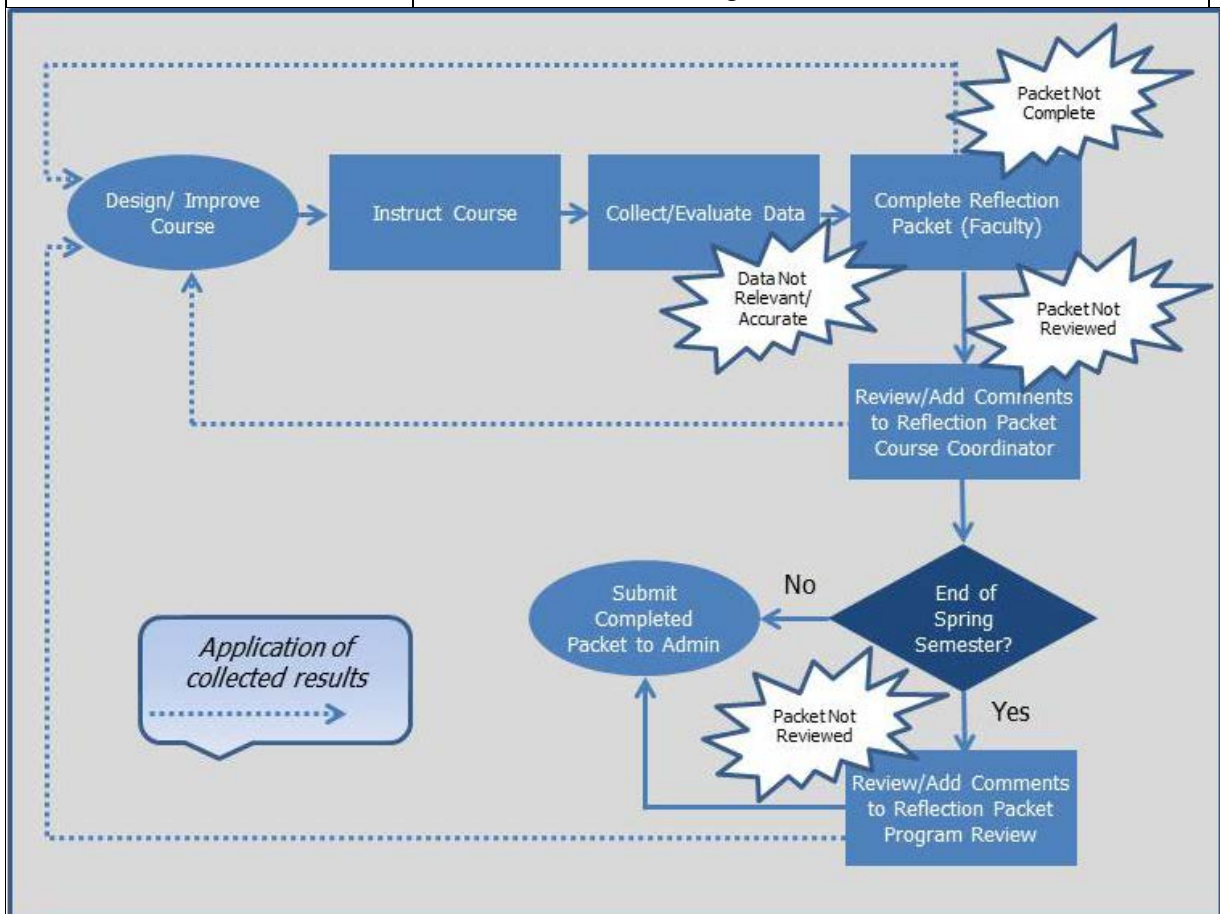 Packet Not
Complete
Design/ Improve
Course
Instruct Course
Collect/Evaluate Data
Complete Reflection
Packet (Faculty)
Data Not
Relevant/
Accurate
Packet Not
Reviewed
Review/Add Comments
to Reflection Packet
Course Coordinator
End of
Spring
Semester?
No
Submit
Completed
Packet to Admin
Yes
Application of
collected results
Packet Not
Reviewed
Review/Add Comments
to Reflection Packet
Program Review